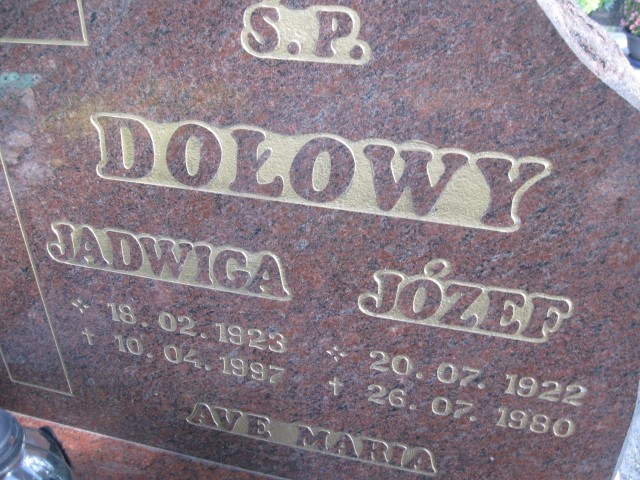 S.P.
DOŁOWY
JADWIGA
18.02.1923
† 10.04.1997
JÓZEF
20.07.1922
† 26.07.1980
AVE MARIA